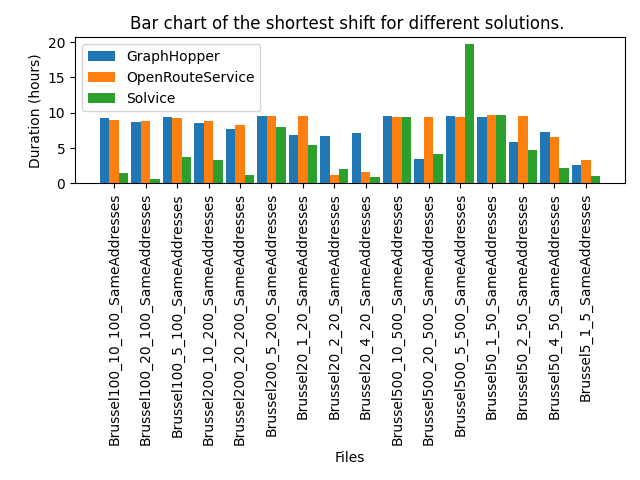 Bar chart of the shortest shift for different solutions.
GraphHopper
OpenRouteService
Solvice
Duration (hours)
20
15
10
5
0
Brussel100_10_100_SameAddresses
Brussel100_20_100_SameAddresses
Brussel100_5_100_SameAddresses
Brussel200_10_200_SameAddresses
Brussel200_20_200_SameAddresses
Brussel200_5_200_SameAddresses
Brussel20_1_20_SameAddresses
Brussel20_2_20_SameAddresses
Brussel20_4_20_SameAddresses
Brussel500_10_500_SameAddresses
Brussel500_20_500_SameAddresses
Brussel500_5_500_SameAddresses
Brussel50_1_50_SameAddresses
Brussel50_2_50_SameAddresses
Brussel50_4_50_SameAddresses
Brussel5_1_5_SameAddresses
Files